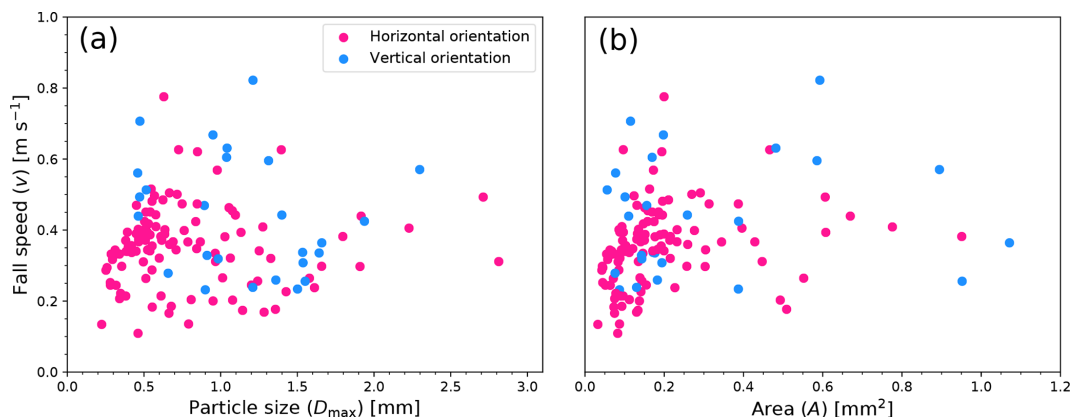 (a)
Horizontal orientation
Vertical orientation
Fall speed (v) [m s⁻¹]
1.0
0.8
0.6
0.4
0.2
0.0
0.0 0.5 1.0 1.5 2.0 2.5 3.0
Particle size (Dmax) [mm]
(b)
0.0 0.2 0.4 0.6 0.8 1.0 1.2
Area (A) [mm²]